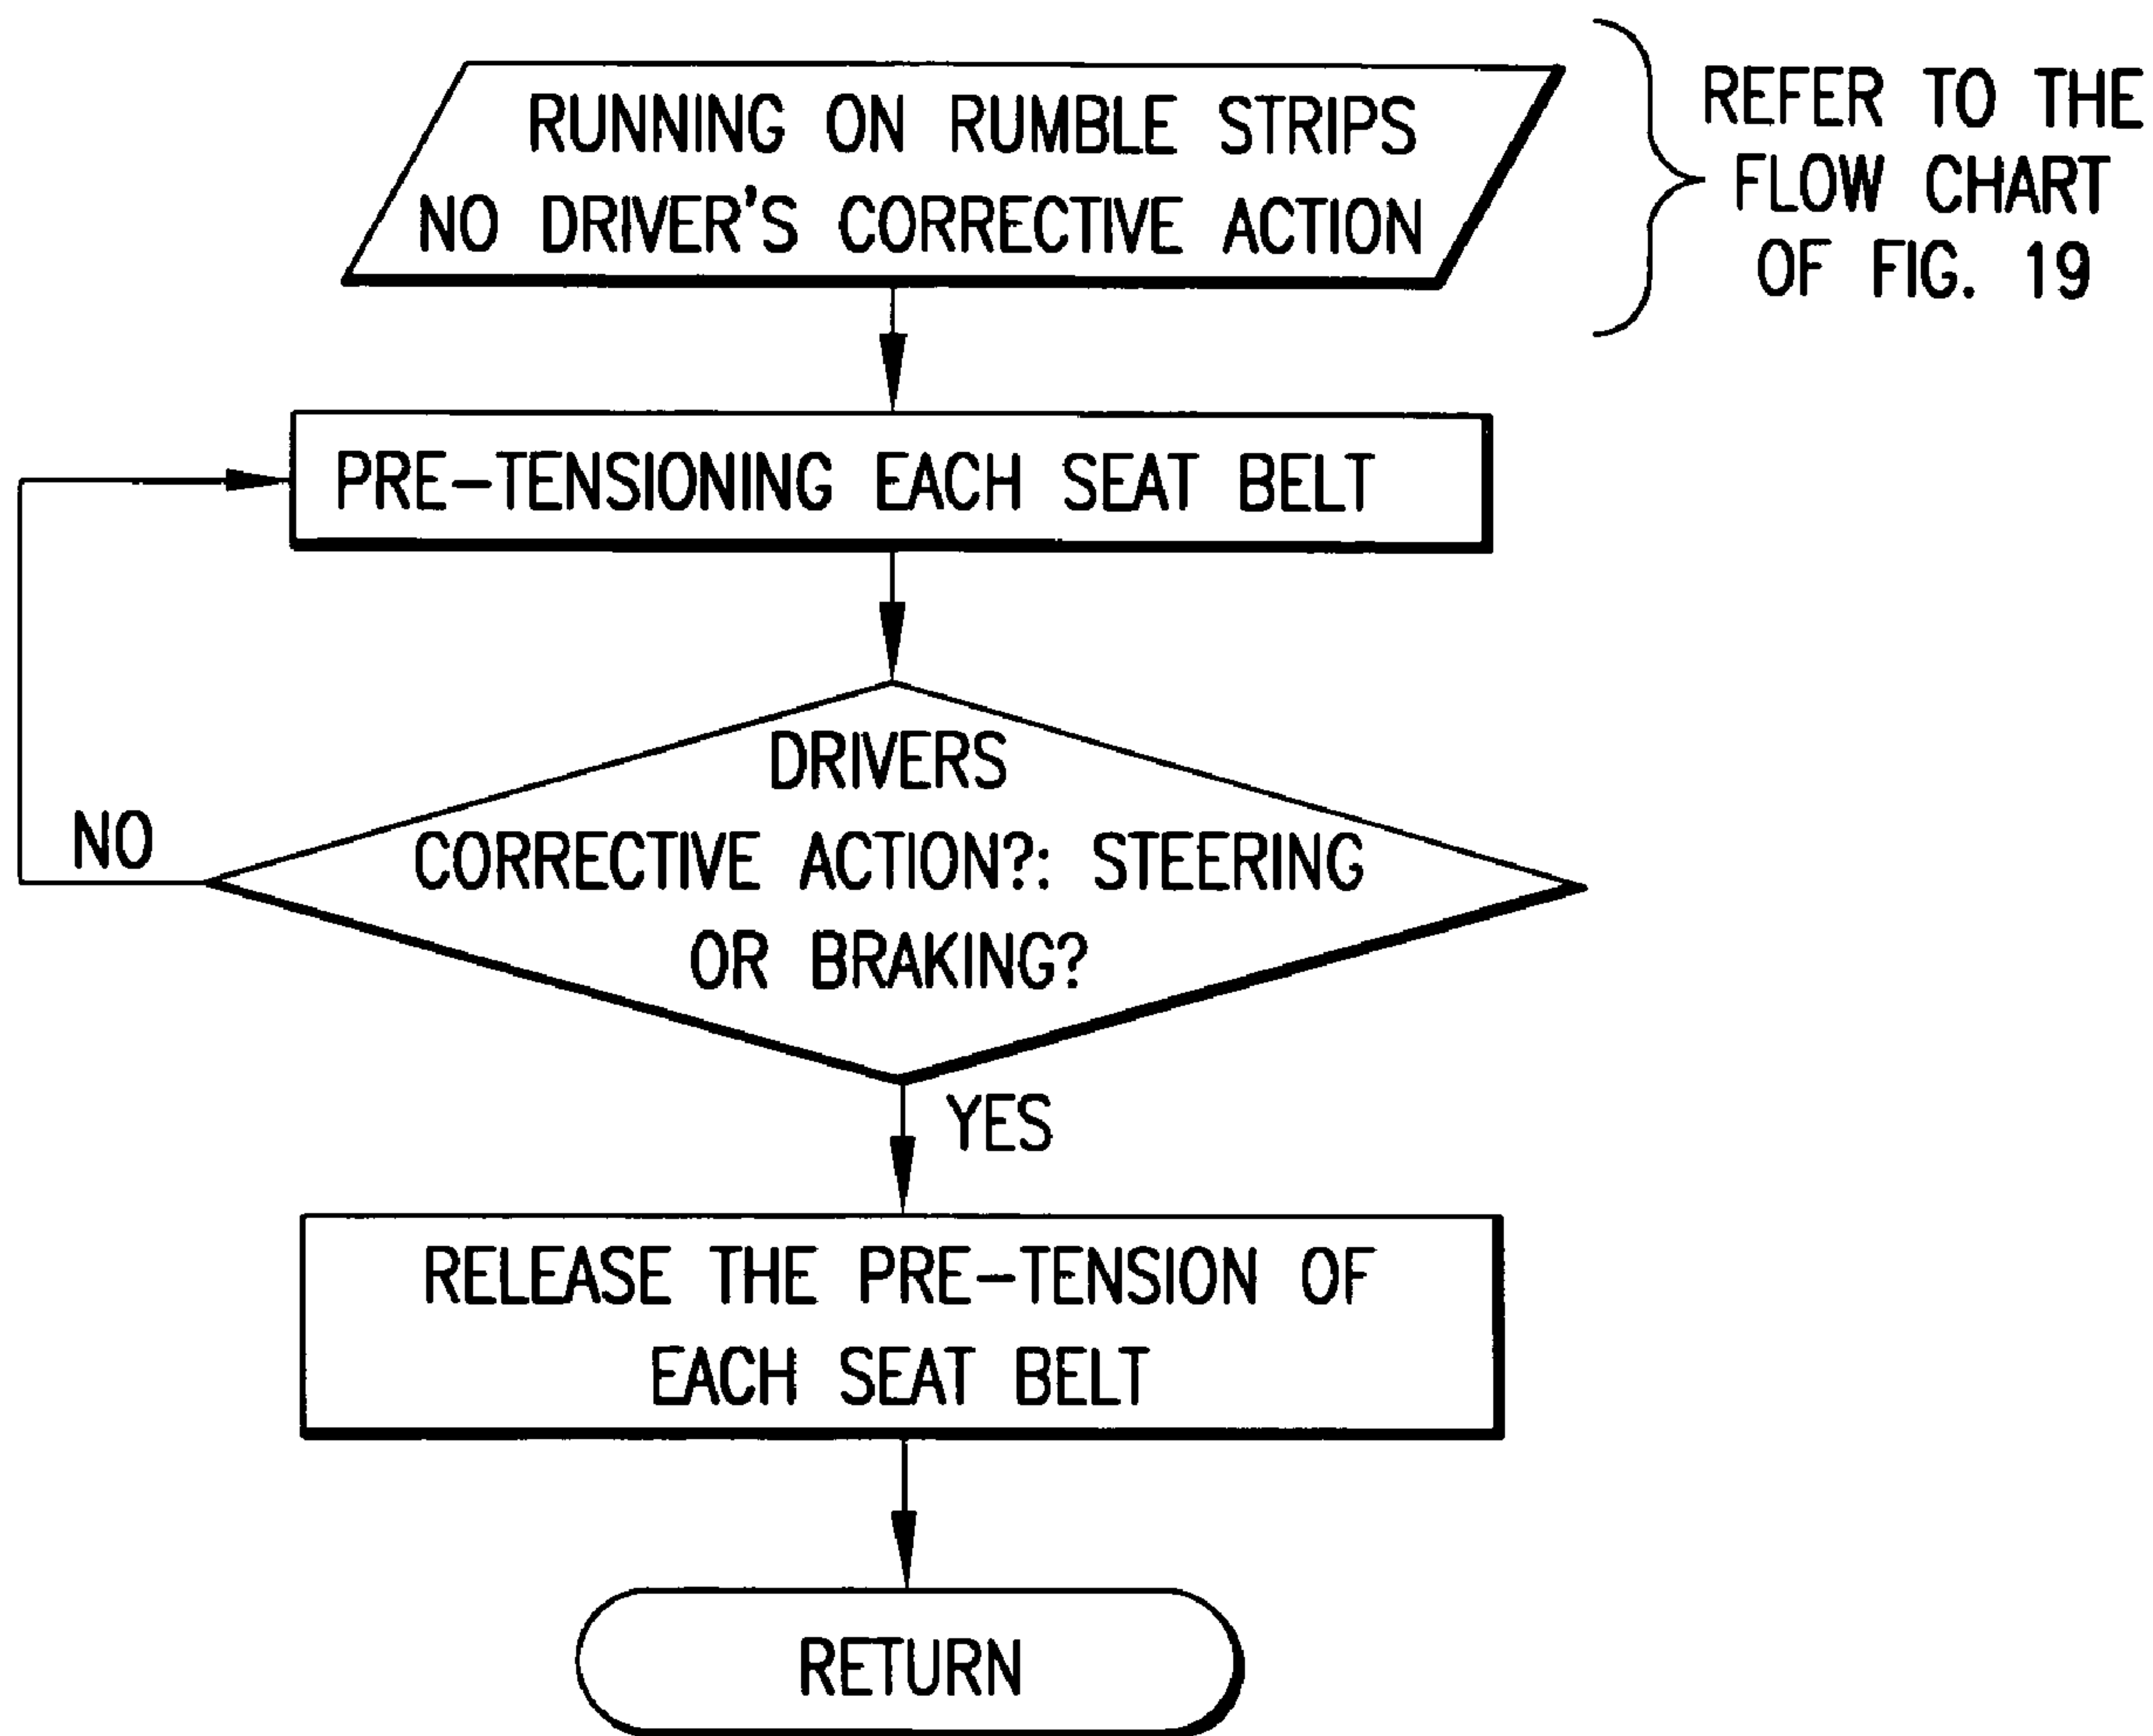 RUNNING ON RUMBLE STRIPS
NO DRIVER'S CORRECTIVE ACTION
REFER TO THE
FLOW CHART
OF FIG. 19
PRE-TENSIONING EACH SEAT BELT
DRIVERS
CORRECTIVE ACTION?: STEERING
OR BRAKING?
NO
YES
RELEASE THE PRE-TENSION OF
EACH SEAT BELT
RETURN